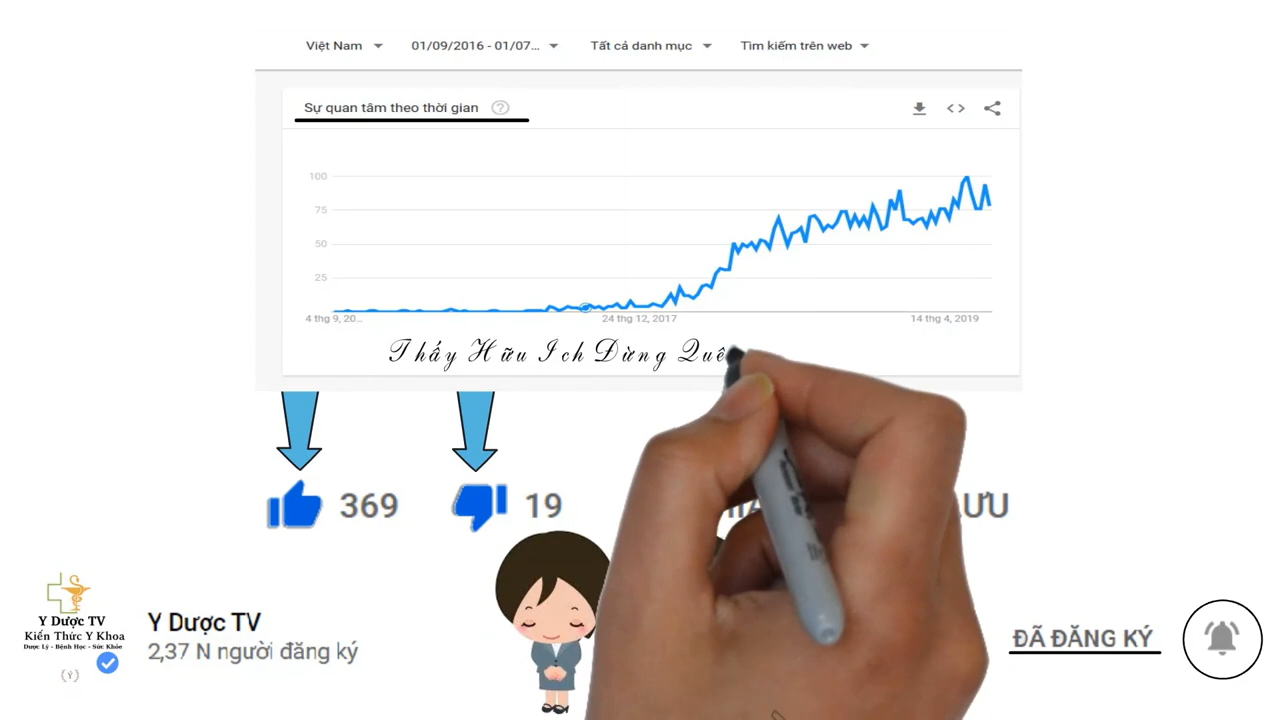 Việt Nam
01/09/2016 - 01/07...
Tất cả danh mục
Tìm kiếm trên web
Sự quan tâm theo thời gian
100
75
50
25
4 thg 9, 20...
24 thg 12, 2017
14 thg 4, 2019
Thấy Hữu Ich Đừng Quê
369
19
LƯU
Y Dược TV
Kiến Thức Y Khoa
Dược Lý - Bệnh Học - Sức Khỏe
(Ý)
Y Dược TV
2,37 N người đăng ký
ĐÃ ĐĂNG KÝ